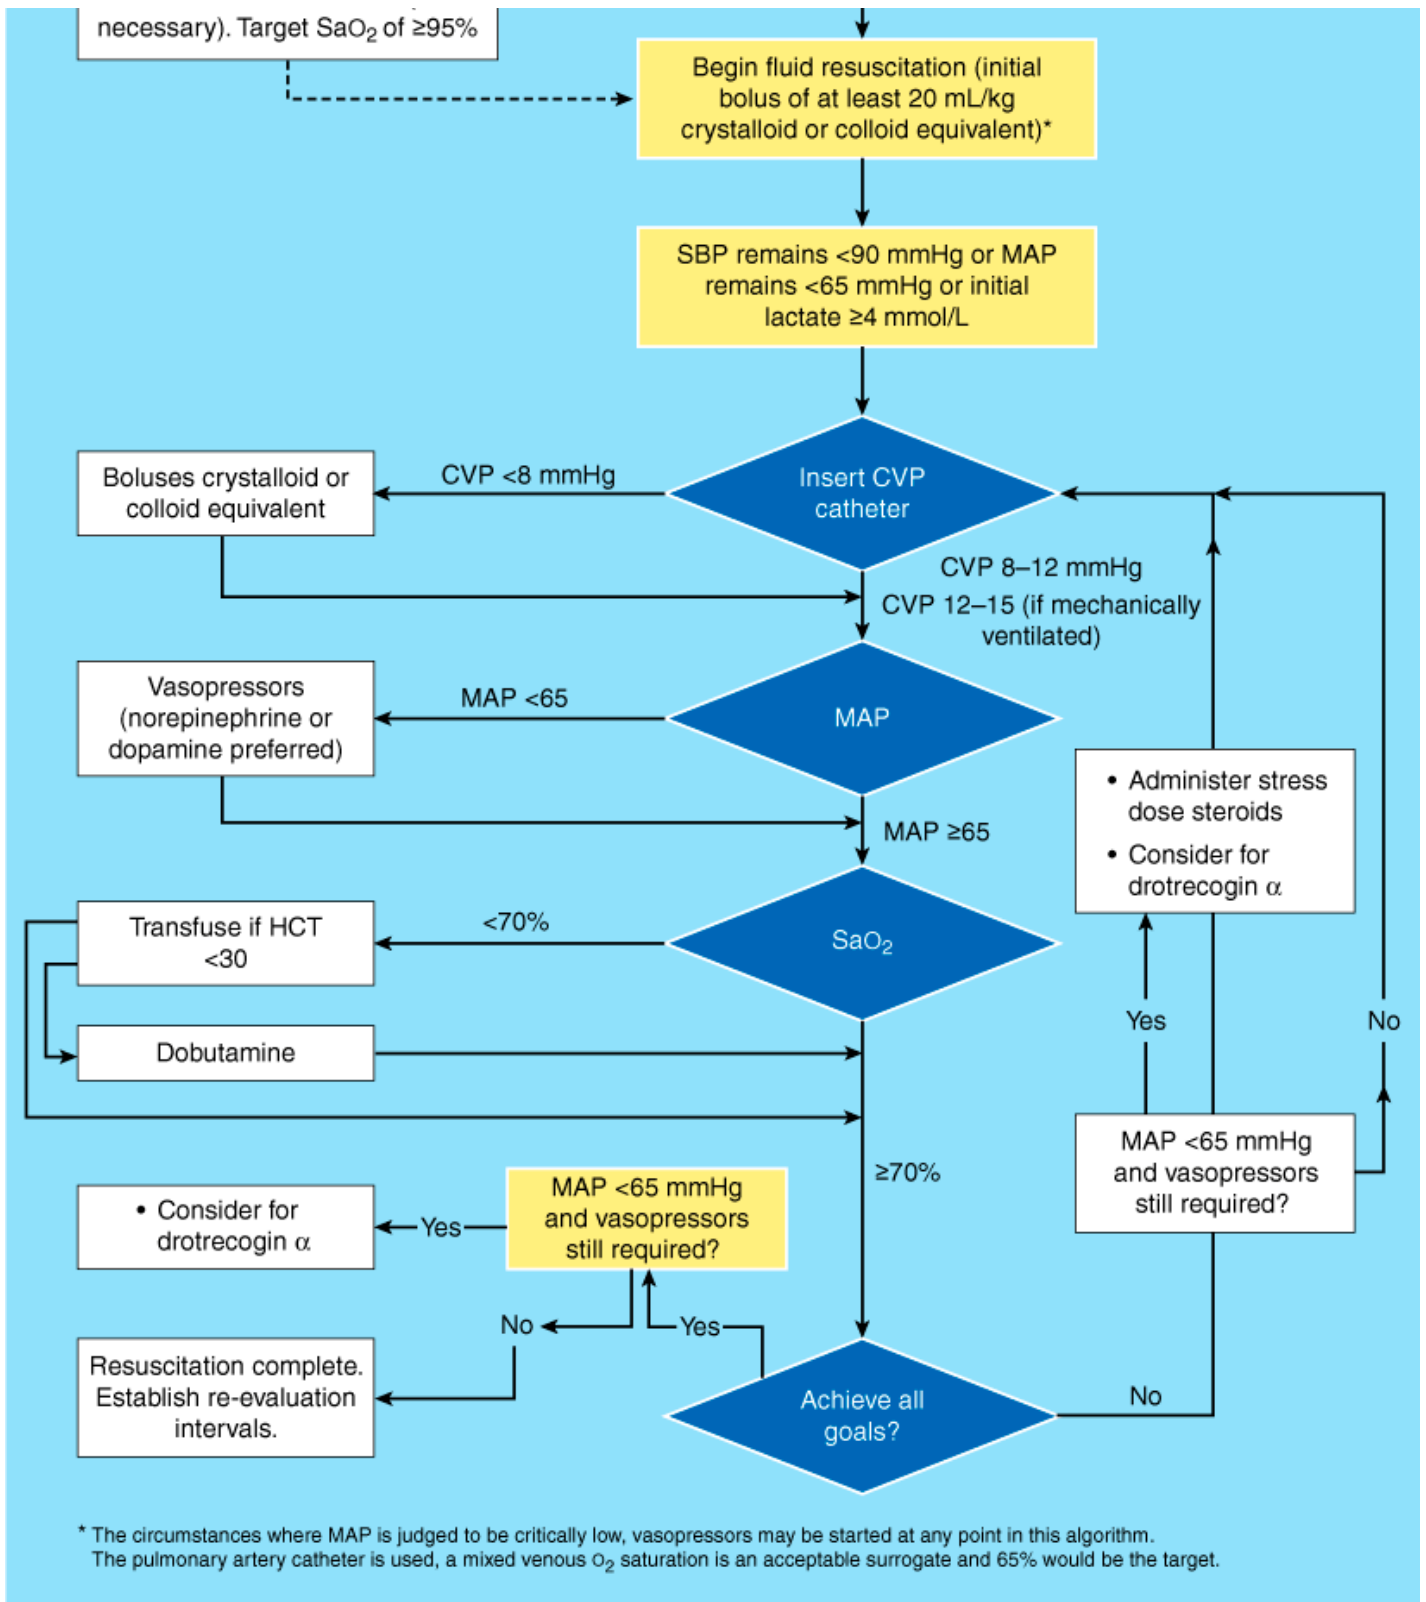 necessary). Target SaO2 of ≥95%
Begin fluid resuscitation (initial
bolus of at least 20 mL/kg
crystalloid or colloid equivalent)*
SBP remains <90 mmHg or MAP
remains <65 mmHg or initial
lactate ≥4 mmol/L
Insert CVP
catheter
CVP <8 mmHg
Boluses crystalloid or
colloid equivalent
CVP 8–12 mmHg
CVP 12–15 (if mechanically
ventilated)
MAP
MAP <65
Vasopressors
(norepinephrine or
dopamine preferred)
MAP ≥65
• Administer stress
dose steroids
• Consider for
drotrecogin α
SaO2
<70%
Transfuse if HCT
<30
Dobutamine
Yes
No
MAP <65 mmHg
and vasopressors
still required?
≥70%
MAP <65 mmHg
and vasopressors
still required?
Yes
• Consider for
drotrecogin α
No
Yes
Resuscitation complete.
Establish re-evaluation
intervals.
Achieve all
goals?
No
* The circumstances where MAP is judged to be critically low, vasopressors may be started at any point in this algorithm.
The pulmonary artery catheter is used, a mixed venous O2 saturation is an acceptable surrogate and 65% would be the target.